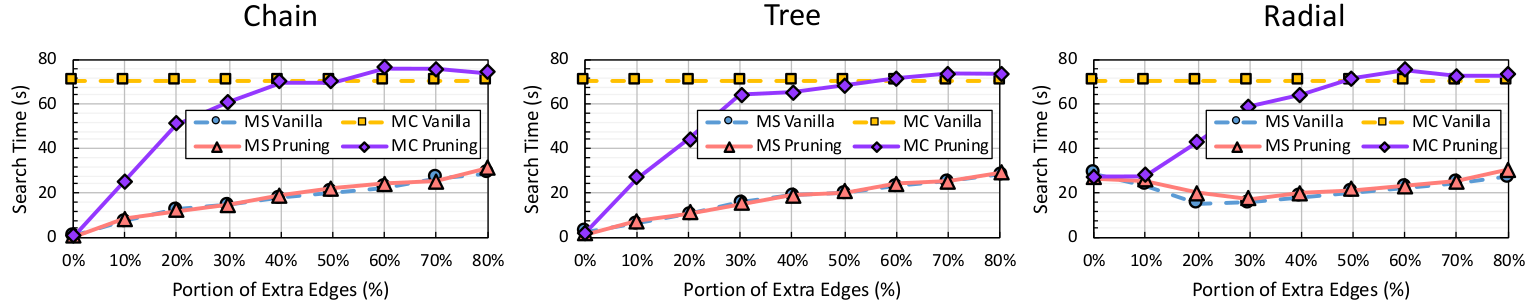 Chain
Search Time (s)
80
60
40
20
0
MS Vanilla
MC Vanilla
MS Pruning
MC Pruning
0% 10% 20% 30% 40% 50% 60% 70% 80%
Portion of Extra Edges (%)
Tree
Search Time (s)
80
60
40
20
0
MS Vanilla
MC Vanilla
MS Pruning
MC Pruning
0% 10% 20% 30% 40% 50% 60% 70% 80%
Portion of Extra Edges (%)
Radial
Search Time (s)
80
60
40
20
0
MS Vanilla
MC Vanilla
MS Pruning
MC Pruning
0% 10% 20% 30% 40% 50% 60% 70% 80%
Portion of Extra Edges (%)